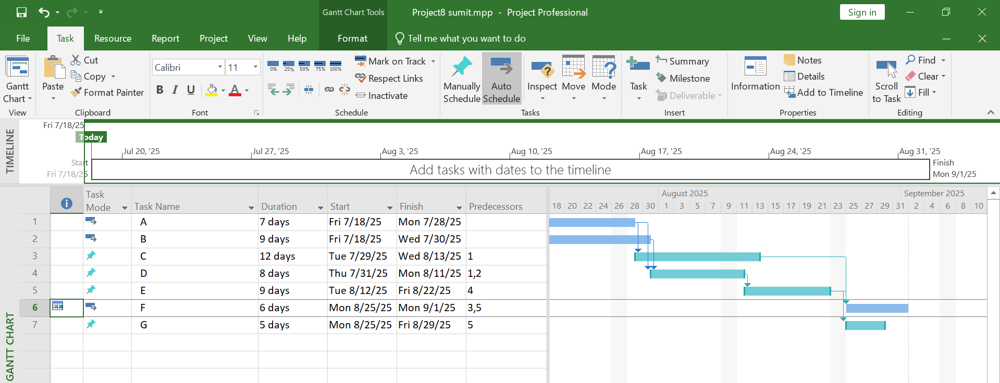 Gantt Chart Tools
Project8 sumit.mpp - Project Professional
Sign in
File Task Resource Report Project View Help Format Tell me what you want to do
Gantt Chart
View
Paste
Cut
Copy
Format Painter
Clipboard
Calibri 11
B I U A
Font
0% 25% 50% 75% 100%
Mark on Track
Respect Links
Inactivate
Schedule
Manually Schedule
Auto Schedule
Inspect
Move
Mode
Tasks
Task
Summary
Milestone
Deliverable
Insert
Information
Notes
Details
Add to Timeline
Properties
Scroll to Task
Find
Clear
Fill
Editing
TIMELINE
Fri 7/18/25
Today
Jul 20, '25 Jul 27, '25 Aug 3, '25 Aug 10, '25 Aug 17, '25 Aug 24, '25 Aug 31, '25
Start
Fri 7/18/25
Add tasks with dates to the timeline
Finish
Mon 9/1/25
GANTT CHART
Task Mode Task Name Duration Start Finish Predecessors
August 2025 September 2025
18 20 22 24 26 28 30 1 3 5 7 9 11 13 15 17 19 21 23 25 27 29 31 2 4 6 8 10
1 A 7 days Fri 7/18/25 Mon 7/28/25
2 B 9 days Fri 7/18/25 Wed 7/30/25
3 C 12 days Tue 7/29/25 Wed 8/13/25 1
4 D 8 days Thu 7/31/25 Mon 8/11/25 1,2
5 E 9 days Tue 8/12/25 Fri 8/22/25 4
6 F 6 days Mon 8/25/25 Mon 9/1/25 3,5
7 G 5 days Mon 8/25/25 Fri 8/29/25 5